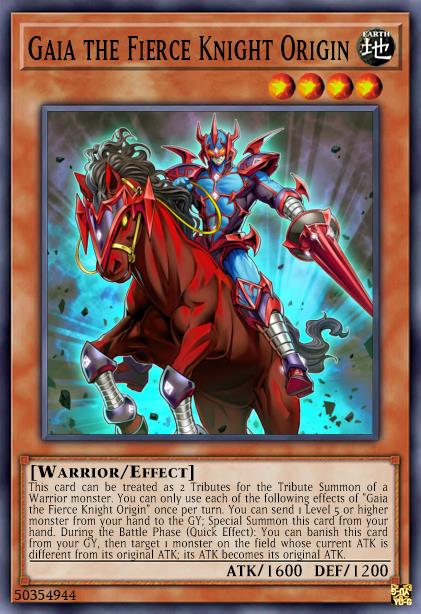 Gaia the Fierce Knight Origin
EARTH
地
[Warrior/Effect]
This card can be treated as 2 Tributes for the Tribute Summon of a
Warrior monster. You can only use each of the following effects of "Gaia
the Fierce Knight Origin" once per turn. You can send 1 Level 5 or higher
monster from your hand to the GY; Special Summon this card from your
hand. During the Battle Phase (Quick Effect): You can banish this
card from your GY, then target 1 monster on the field whose current ATK is
different from its original ATK; its ATK becomes its original ATK.
ATK/1600 DEF/1200
50354944